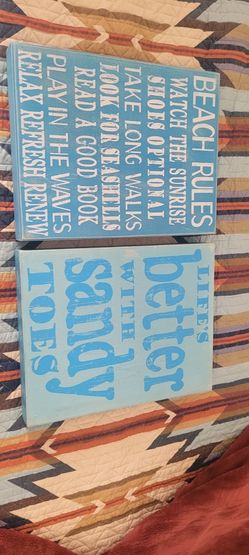 BEACH RULES
WATCH THE SUNRISE
SHOES OPTIONAL
TAKE LONG WALKS
LOOK FOR SEASHELLS
READ A GOOD BOOK
PLAY IN THE WAVES
RELAX REFRESH RENEW
LIFE'S
better
WITH
sandy
TOES